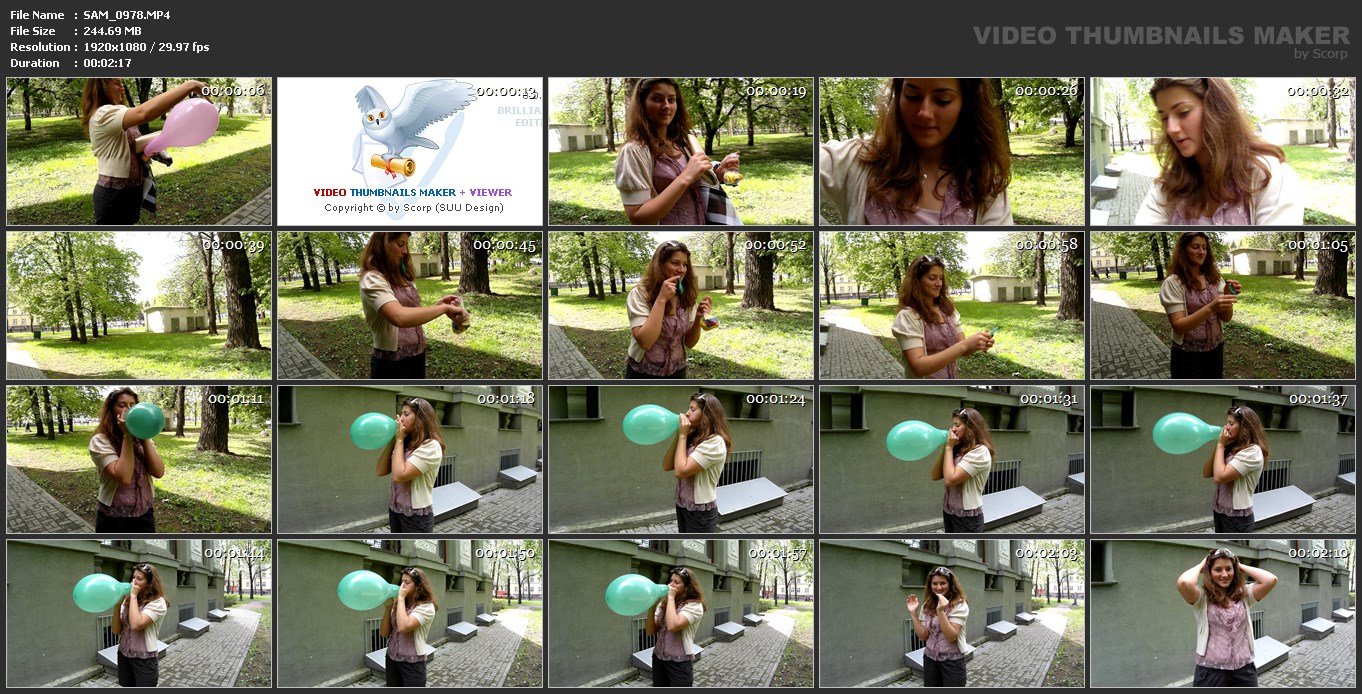 File Name : SAM_0978.MP4
File Size : 244.69 MB
Resolution : 1920x1080 / 29.97 fps
Duration : 00:02:17
VIDEO THUMBNAILS MAKER
by Scorp
00:00:06
00:00:13
BRILLIA
EDITI
VIDEO THUMBNAILS MAKER + VIEWER
Copyright © by Scorp (SUU Design)
00:00:19
00:00:26
00:00:32
00:00:39
00:00:45
00:00:52
00:00:58
00:01:05
00:01:11
00:01:18
00:01:24
00:01:31
00:01:37
00:01:44
00:01:50
00:01:57
00:02:03
00:02:10